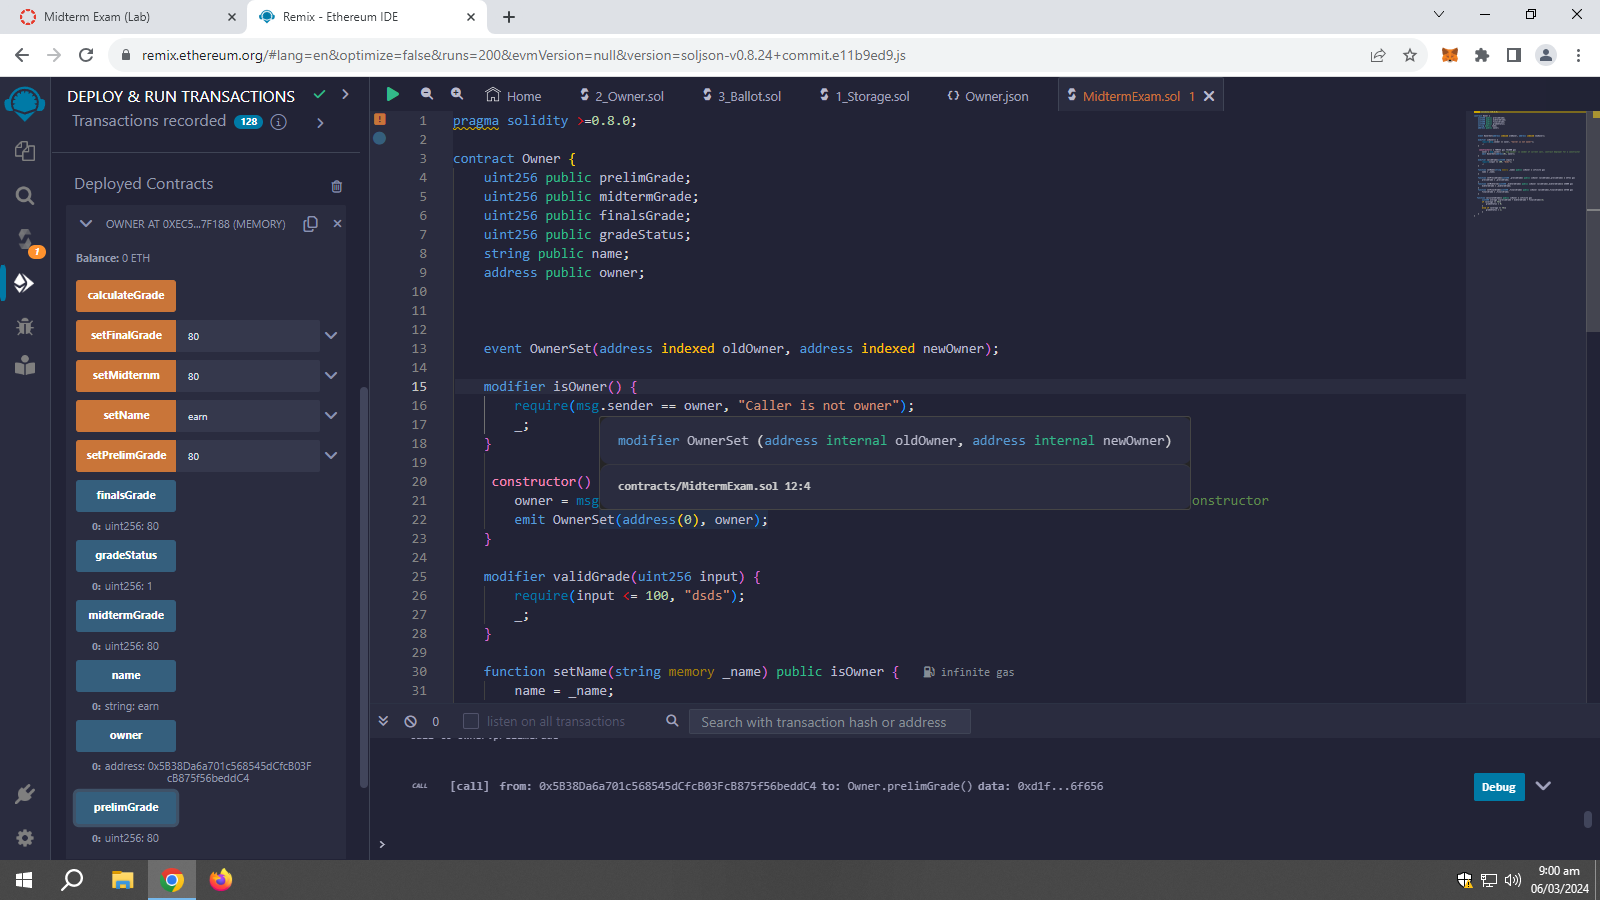 Midterm Exam (Lab)
Remix - Ethereum IDE
remix.ethereum.org/#lang=en&optimize=false&runs=200&evmVersion=null&version=soljson-v0.8.24+commit.e11b9ed9.js
DEPLOY & RUN TRANSACTIONS
Transactions recorded 128
Deployed Contracts
OWNER AT 0XEC5...7F188 (MEMORY)
Balance: 0 ETH
calculateGrade
setFinalGrade 80
setMidternm 80
setName earn
setPrelimGrade 80
finalsGrade
0: uint256: 80
gradeStatus
0: uint256: 1
midtermGrade
0: uint256: 80
name
0: string: earn
owner
0: address: 0x5B38Da6a701c568545dCfcB03F
cB875f56beddC4
prelimGrade
0: uint256: 80
1
Home
2_Owner.sol
3_Ballot.sol
1_Storage.sol
Owner.json
MidtermExam.sol 1
1 pragma solidity >=0.8.0;
2
3 contract Owner {
4 uint256 public prelimGrade;
5 uint256 public midtermGrade;
6 uint256 public finalsGrade;
7 uint256 public gradeStatus;
8 string public name;
9 address public owner;
10
11
12
13 event OwnerSet(address indexed oldOwner, address indexed newOwner);
14
15 modifier isOwner() {
16 require(msg.sender == owner, "Caller is not owner");
17 _;
18 }
19
20 constructor()
21 owner = msg onstructor
22 emit OwnerSet(address(0), owner);
23 }
24
25 modifier validGrade(uint256 input) {
26 require(input <= 100, "dsds");
27 _;
28 }
29
30 function setName(string memory _name) public isOwner { infinite gas
31 name = _name;
modifier OwnerSet (address internal oldOwner, address internal newOwner)
contracts/MidtermExam.sol 12:4
0
listen on all transactions
Search with transaction hash or address
CALL [call] from: 0x5B38Da6a701c568545dCfcB03FcB875f56beddC4 to: Owner.prelimGrade() data: 0xd1f...6f656
Debug
>
9:00 am
06/03/2024